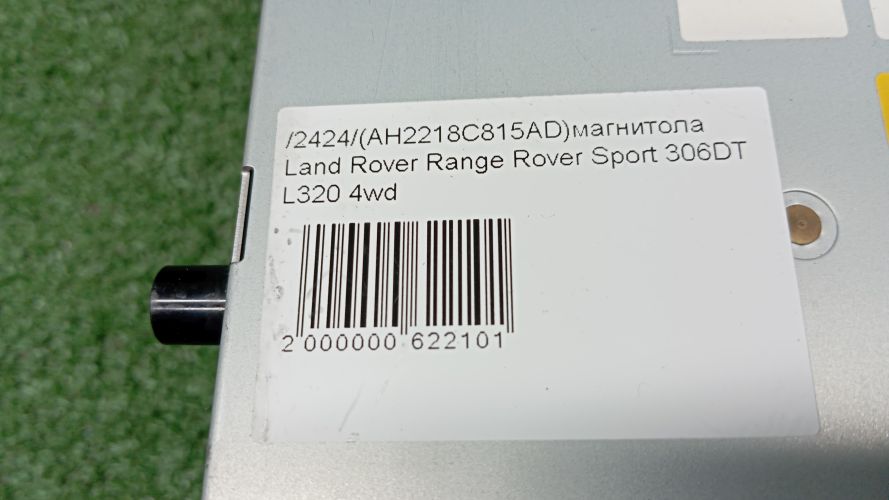 /2424/(AH2218C815AD)магнитола
Land Rover Range Rover Sport 306DT
L320 4wd
2 000000 622101